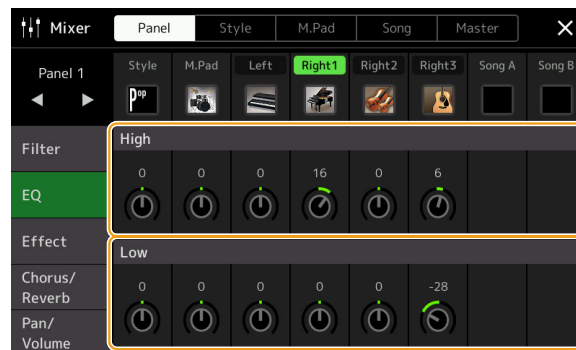 Mixer Panel Style M.Pad Song Master
Panel 1
Style M.Pad Left Right1 Right2 Right3 Song A Song B
Pop
Filter
EQ
Effect
Chorus/
Reverb
Pan/
Volume
High
0 0 0 16 0 6
Low
0 0 0 0 0 -28